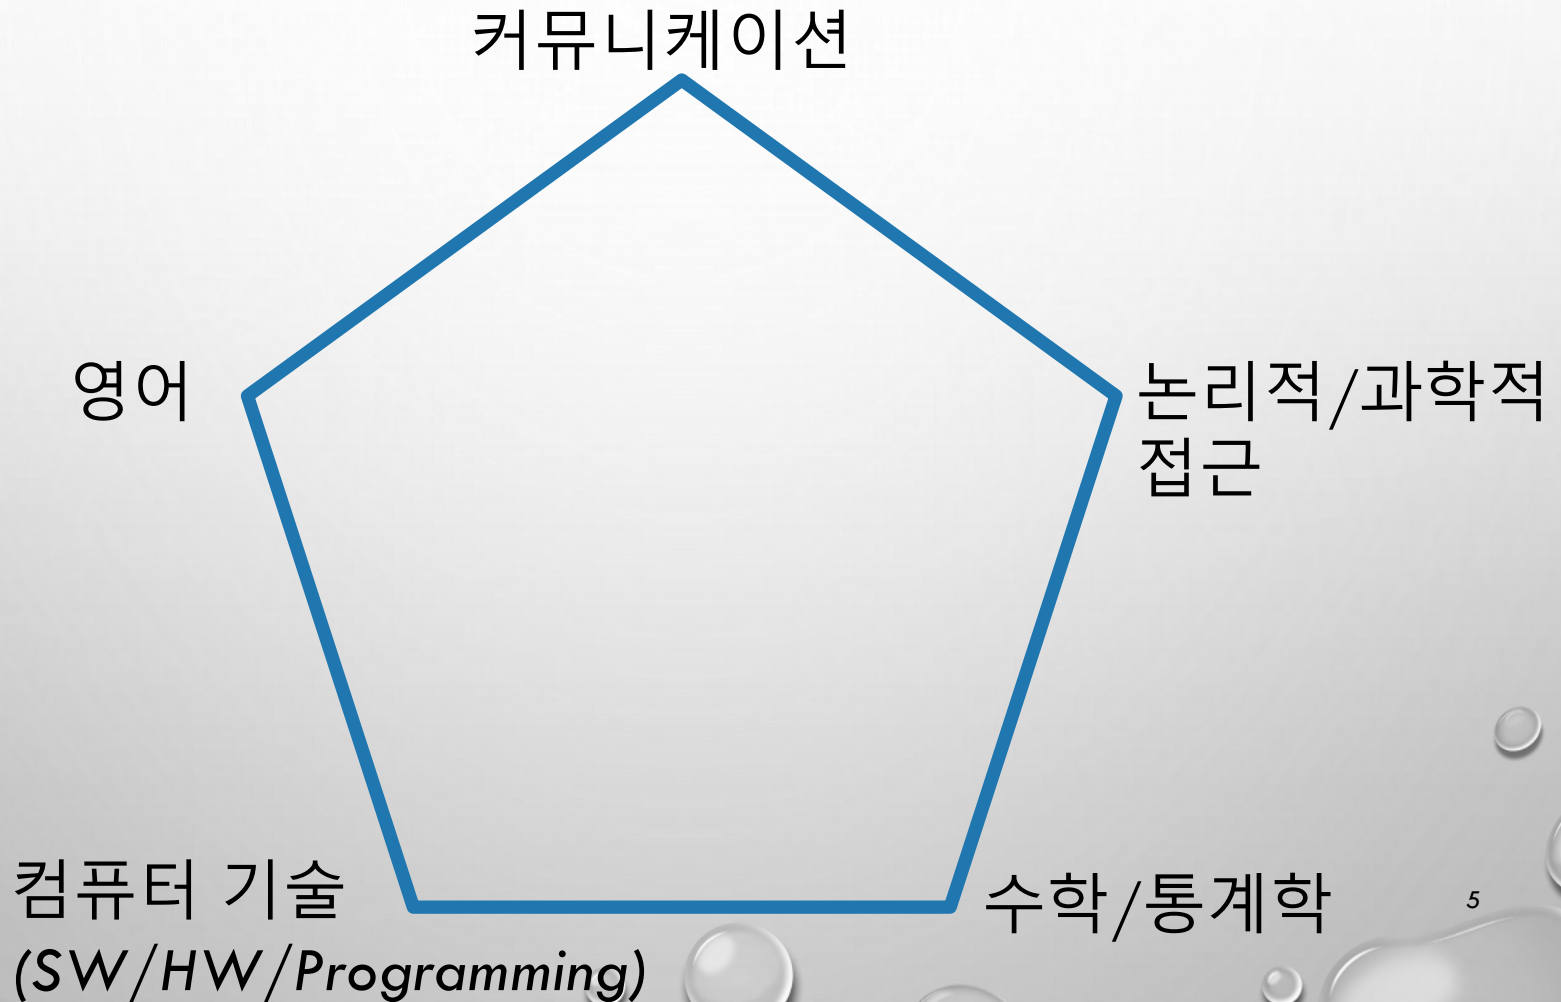 커뮤니케이션
영어
논리적/과학적
접근
컴퓨터 기술
(SW/HW/Programming)
수학/통계학
5